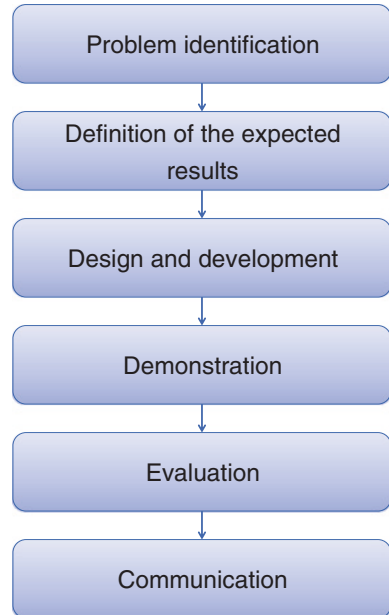 Problem identification
Definition of the expected
results
Design and development
Demonstration
Evaluation
Communication